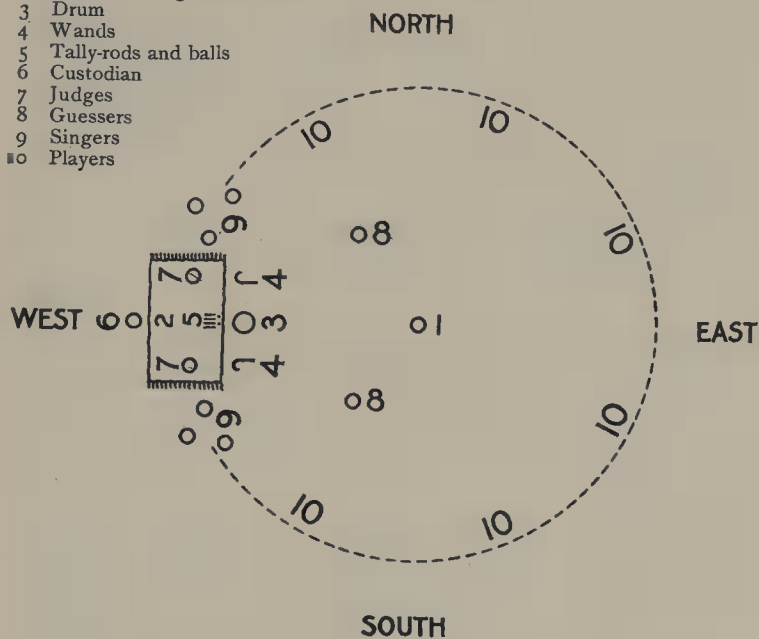 3 Drum
4 Wands
5 Tally-rods and balls
6 Custodian
7 Judges
8 Guessers
9 Singers
10 Players
NORTH
10 10
9
8
10
7 4
WEST 6 2 5 3 1 EAST
7 4
8
9
10
10 10
SOUTH